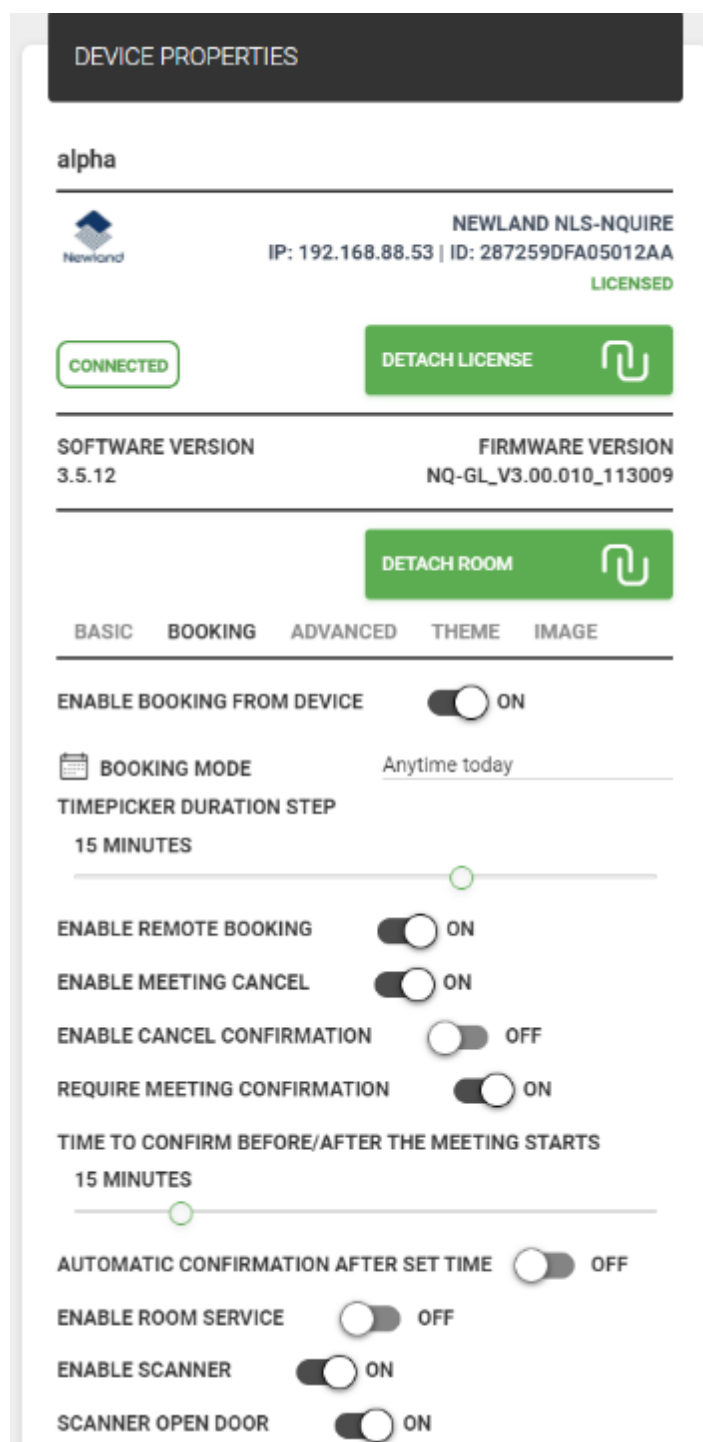 DEVICE PROPERTIES
alpha
Newland
NEWLAND NLS-NQUIRE
IP: 192.168.88.53 | ID: 287259DFA05012AA
LICENSED
CONNECTED
DETACH LICENSE
SOFTWARE VERSION
3.5.12
FIRMWARE VERSION
NQ-GL_V3.00.010_113009
DETACH ROOM
BASIC BOOKING ADVANCED THEME IMAGE
ENABLE BOOKING FROM DEVICE ON
BOOKING MODE Anytime today
TIMEPICKER DURATION STEP
15 MINUTES
ENABLE REMOTE BOOKING ON
ENABLE MEETING CANCEL ON
ENABLE CANCEL CONFIRMATION OFF
REQUIRE MEETING CONFIRMATION ON
TIME TO CONFIRM BEFORE/AFTER THE MEETING STARTS
15 MINUTES
AUTOMATIC CONFIRMATION AFTER SET TIME OFF
ENABLE ROOM SERVICE OFF
ENABLE SCANNER ON
SCANNER OPEN DOOR ON